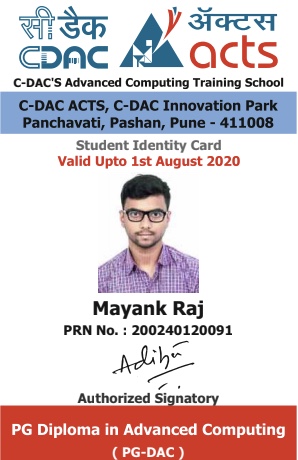 सी डैक
CDAC
अ‍ॅक्टस
acts
C-DAC'S Advanced Computing Training School
C-DAC ACTS, C-DAC Innovation Park
Panchavati, Pashan, Pune - 411008
Student Identity Card
Valid Upto 1st August 2020
Mayank Raj
PRN No. : 200240120091
Authorized Signatory
PG Diploma in Advanced Computing
( PG-DAC )